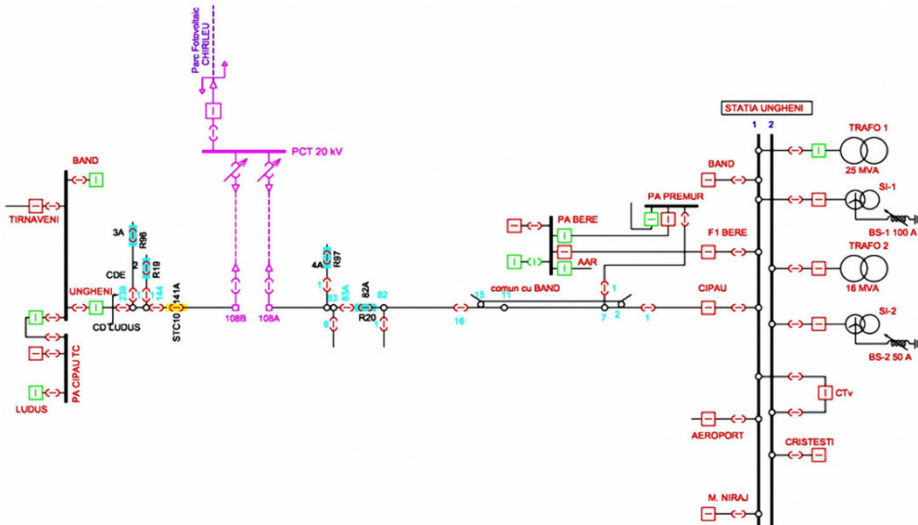 Parc Fotovoltaic
CHIRILEU
PCT 20 kV
STATIA UNGHENI
1 2
TRAFO 1
25 MVA
SI-1
BS-1 100 A
TRAFO 2
16 MVA
SI-2
BS-2 50 A
CTv
CRISTESTI
BAND
F1 BERE
CIPAU
AEROPORT
M. NIRAJ
PA PREMUR
PA BERE
AAR
comun cu BAND
15
11
16
7
2
1
1
BAND
TIRNAVENI
3A
R96
2
R19
CDE
UNGHENI
239
144
CD LUDUS
STC10
141A
108B
108A
4A
R97
1
83
83A
82A
R20
82
6
1
PA CIPAU TC
LUDUS